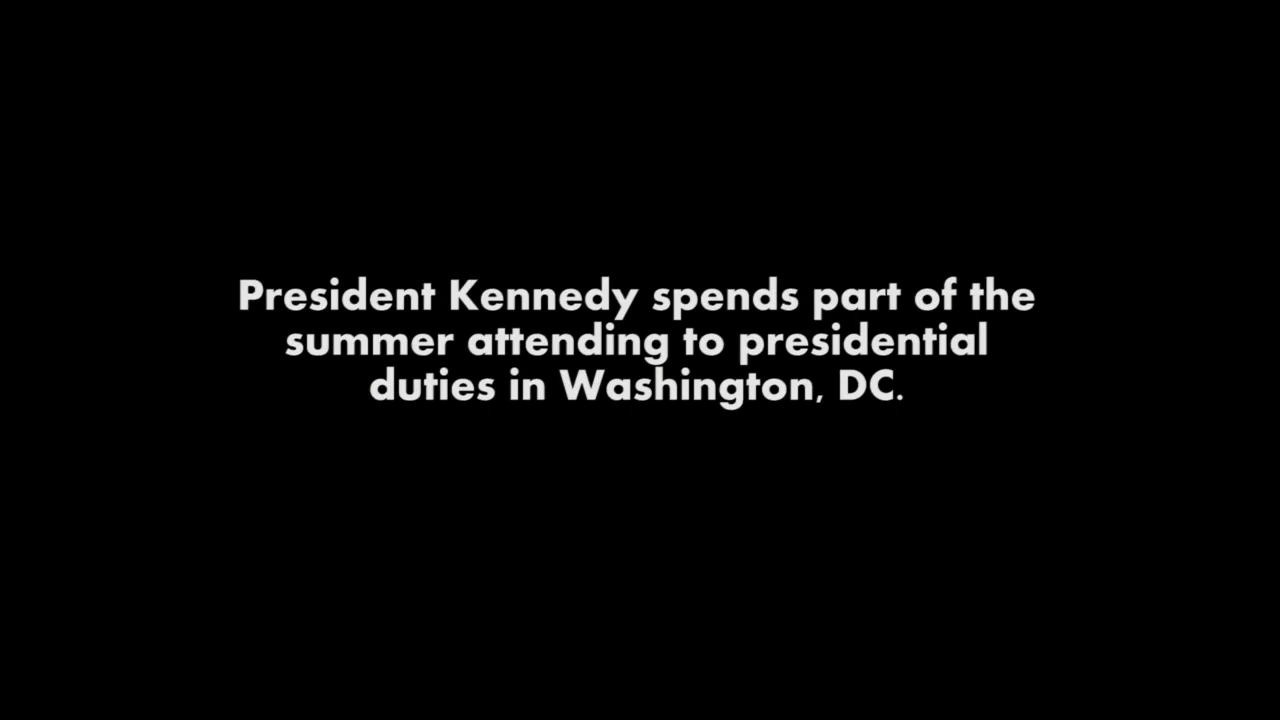 President Kennedy spends part of the
summer attending to presidential
duties in Washington, DC.